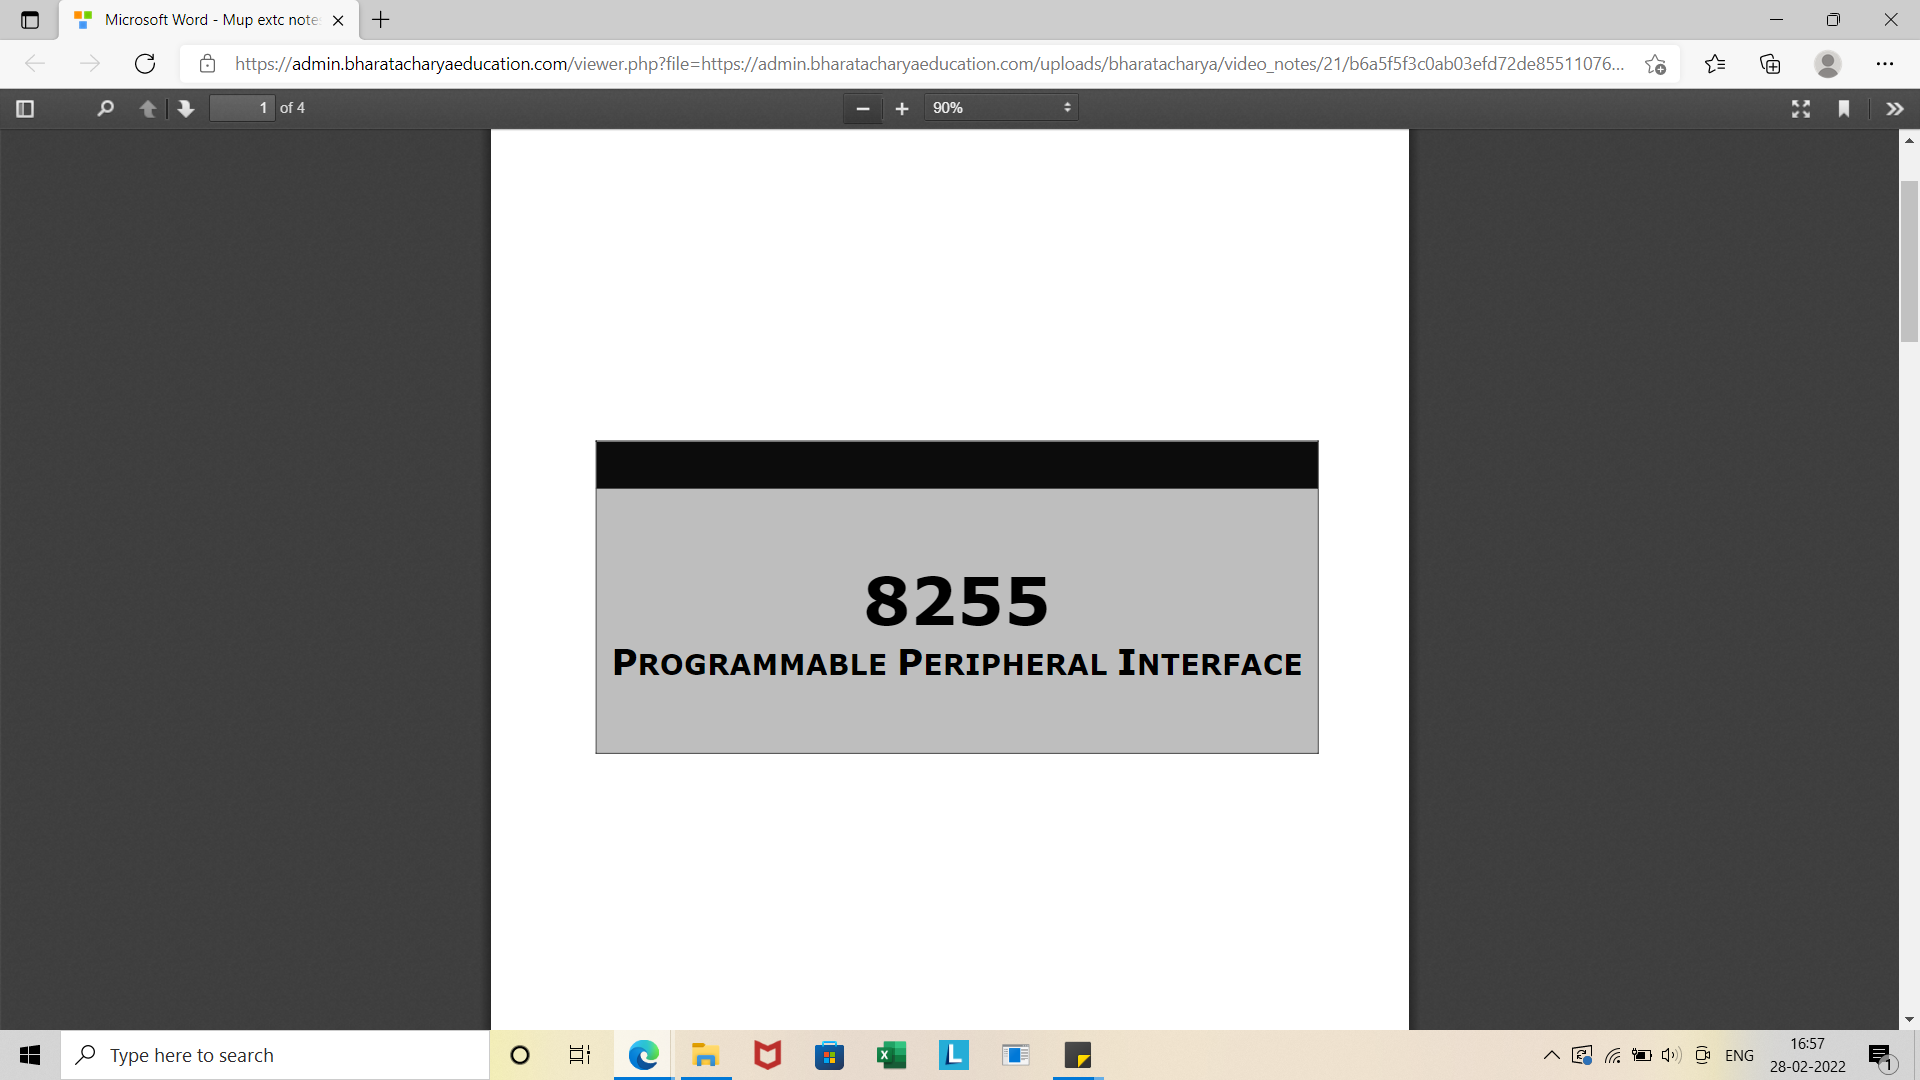 Microsoft Word - Mup extc note
https://admin.bharatacharyaeducation.com/viewer.php?file=https://admin.bharatacharyaeducation.com/uploads/bharatacharya/video_notes/21/b6a5f5f3c0ab03efd72de85511076...
1 of 4
90%
8255
PROGRAMMABLE PERIPHERAL INTERFACE
Type here to search
ENG
16:57
28-02-2022
1